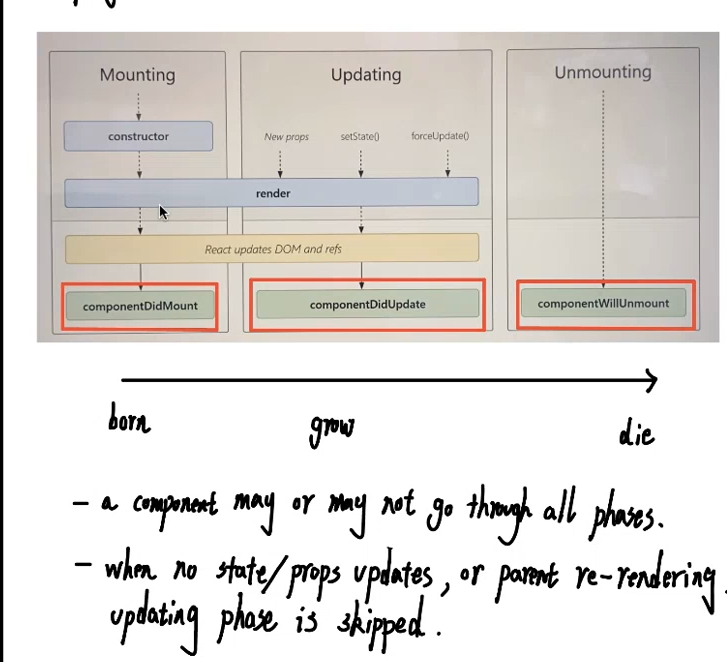 Mounting
Updating
Unmounting
constructor
New props
setState()
forceUpdate()
render
React updates DOM and refs
componentDidMount
componentDidUpdate
componentWillUnmount
born
grow
die
- a component may or may not go through all phases.
- when no state/props updates, or parent re-rendering,
updating phase is skipped.